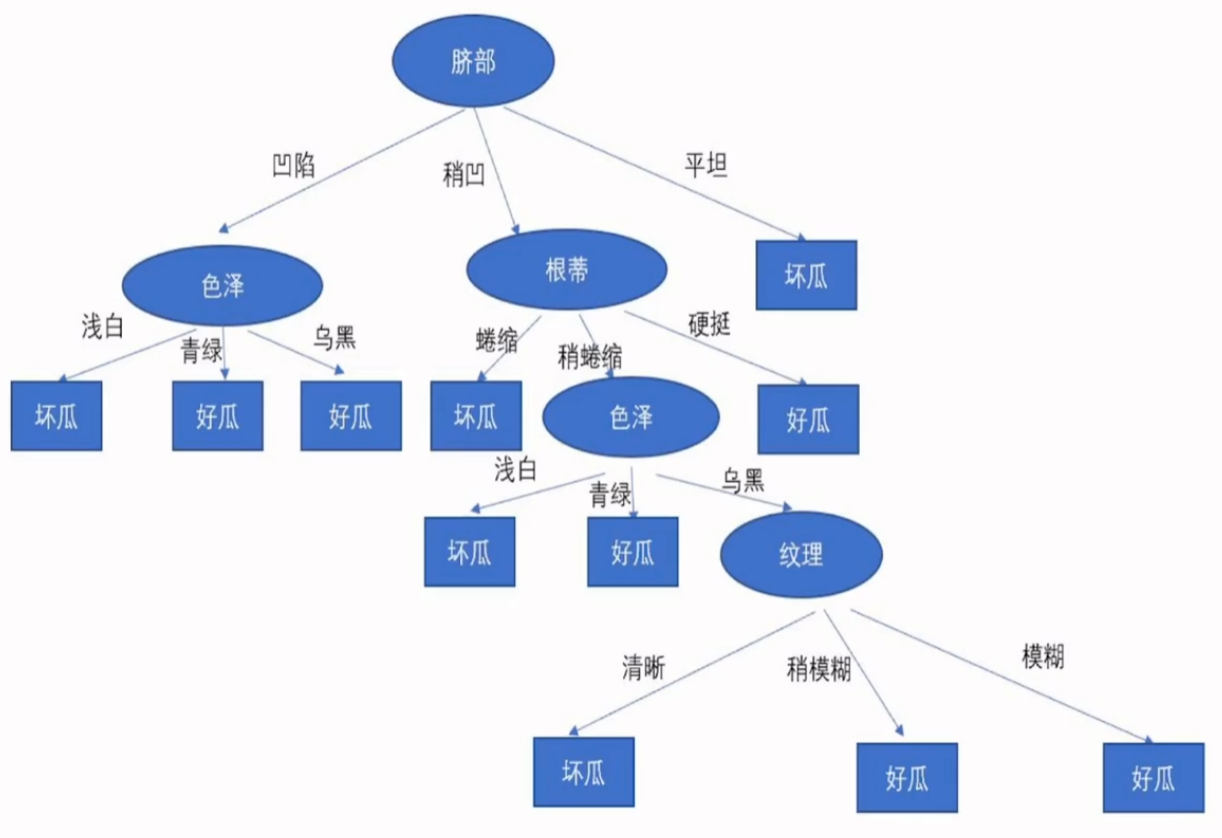 脐部
凹陷
稍凹
平坦
色泽
根蒂
坏瓜
浅白
青绿
乌黑
蜷缩
稍蜷缩
硬挺
坏瓜
好瓜
好瓜
坏瓜
色泽
好瓜
浅白
青绿
乌黑
坏瓜
好瓜
纹理
清晰
稍模糊
模糊
坏瓜
好瓜
好瓜